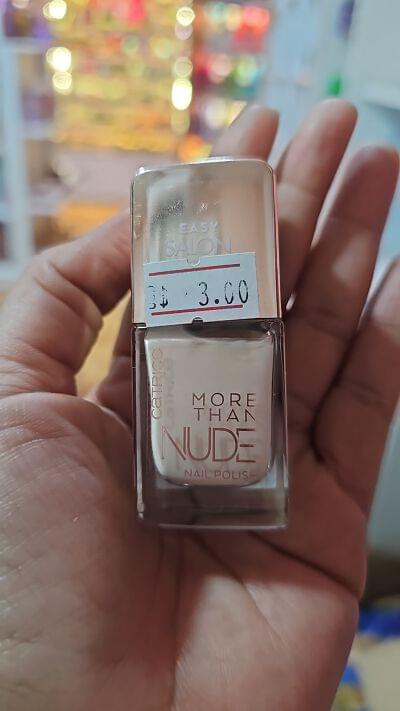 EASY
SALON
B$ 3.00
CATRICE
MORE
THAN
NUDE
NAIL POLISH